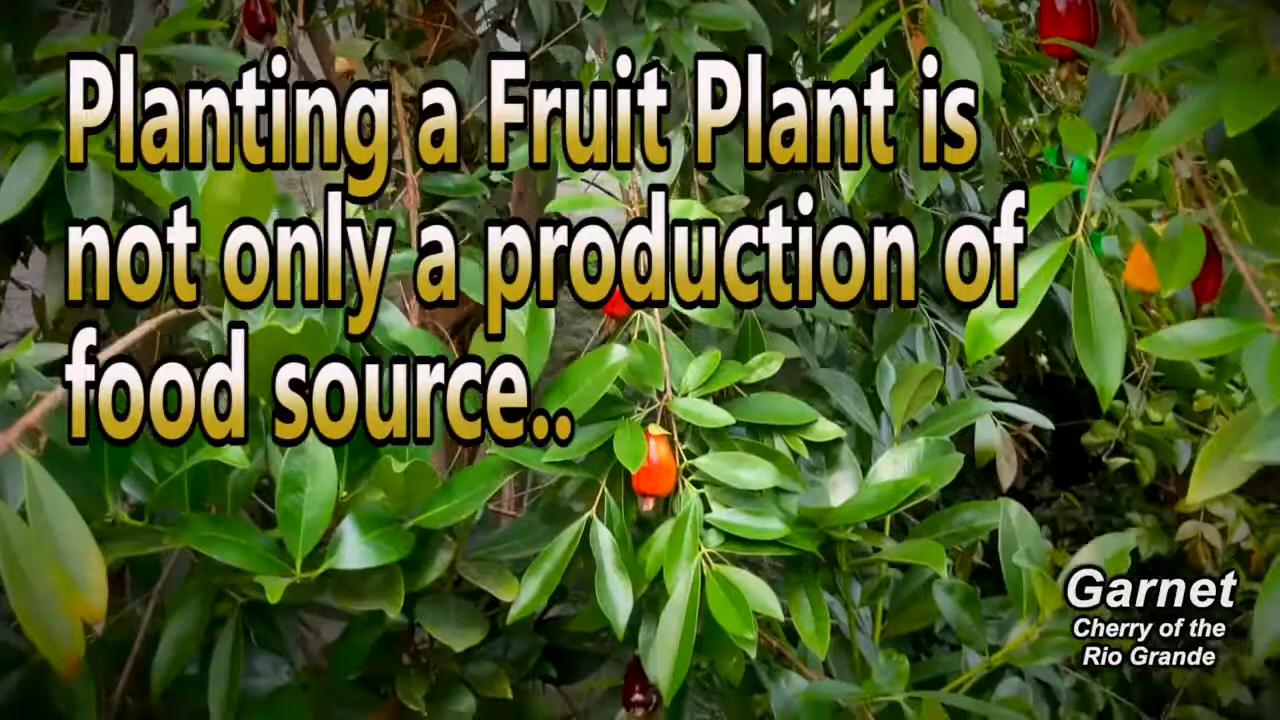 Planting a Fruit Plant is
not only a production of
food source..
Garnet
Cherry of the
Rio Grande